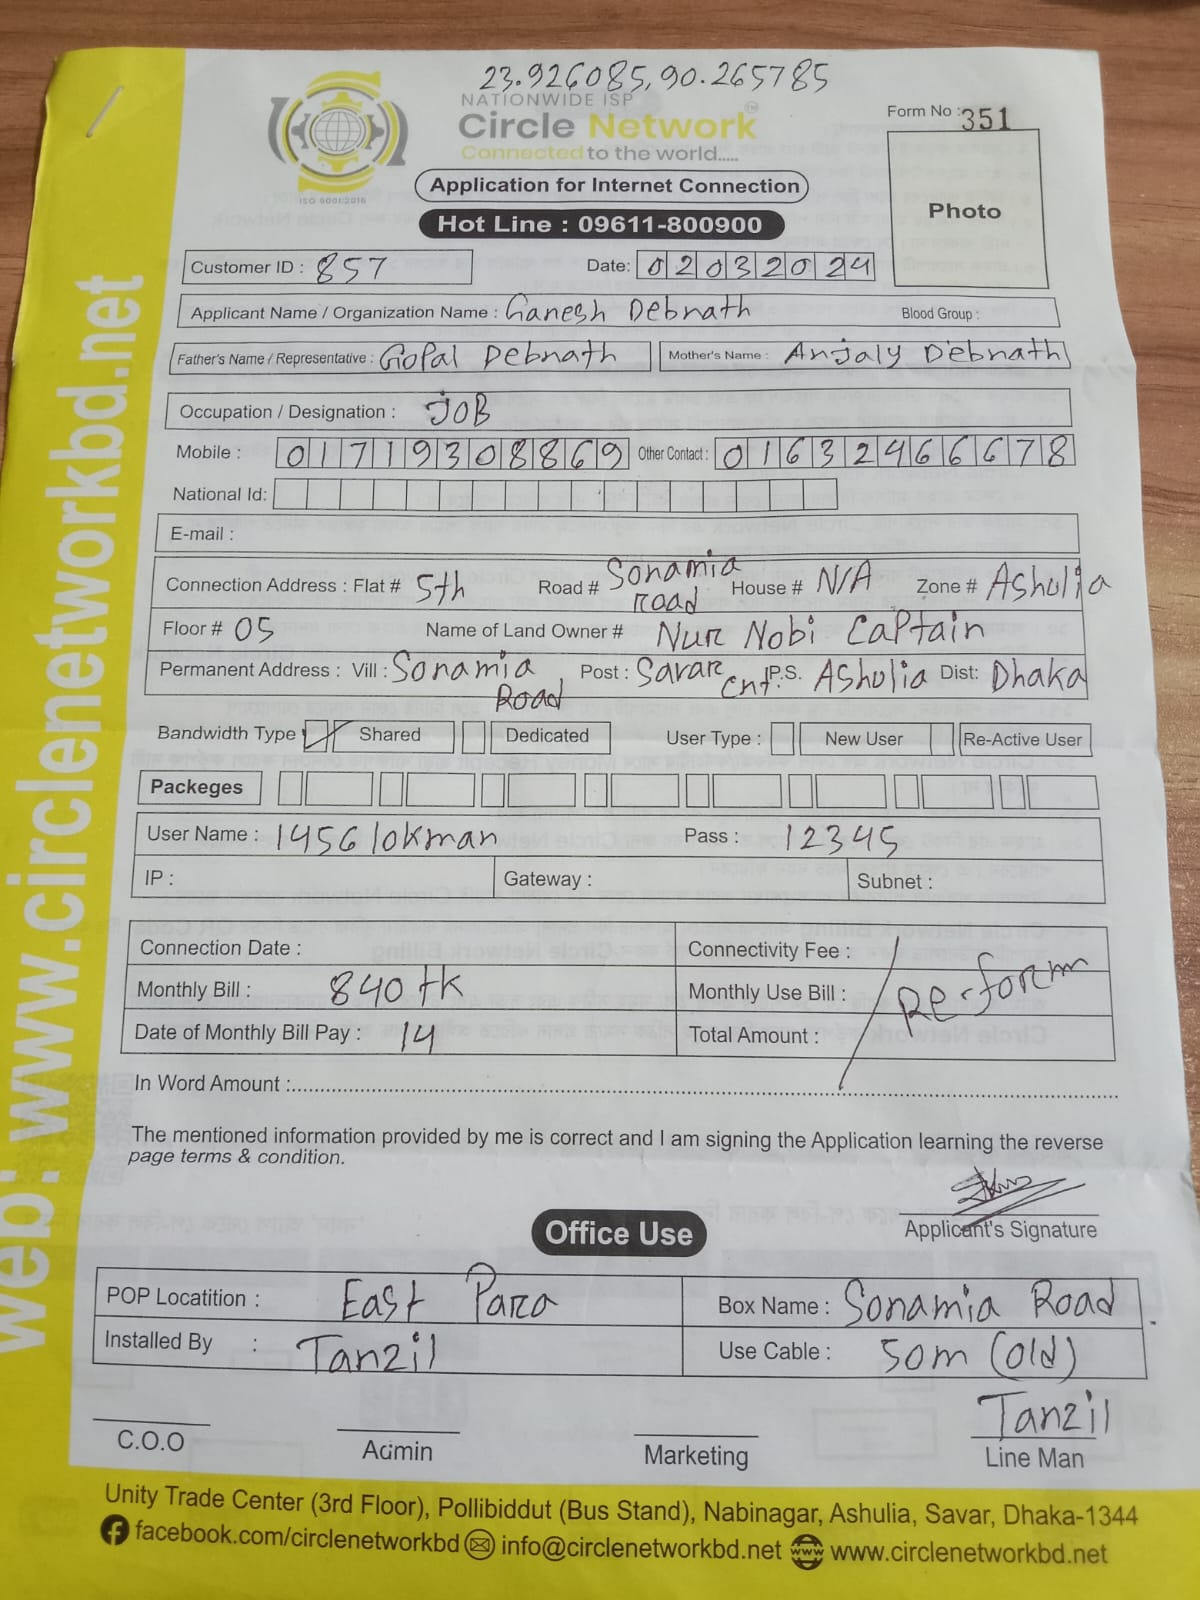 23.926085,90.265785
NATIONWIDE ISP
Circle Network™
Connected to the world.....
ISO 9001:2015
Form No : 351
Photo
Application for Internet Connection
Hot Line : 09611-800900
Customer ID : 857 Date: 02032024
Applicant Name / Organization Name : Ganesh Debnath Blood Group :
Father's Name / Representative : Gopal Debnath Mother's Name : Anjaly Debnath
Occupation / Designation : JOB
Mobile : 01719308869 Other Contact : 01632466678
National Id:
E-mail :
Connection Address : Flat # 5th Road # Sonamia Road House # N/A Zone # Ashulia
Floor # 05 Name of Land Owner # Nur Nobi Captain
Permanent Address : Vill : Sonamia Road Post : Savar Cnt. P.S. Ashulia Dist: Dhaka
Bandwidth Type : Shared Dedicated User Type : New User Re-Active User
Packeges
User Name : 1456lokman Pass : 12345
IP : Gateway : Subnet :
Connection Date : Connectivity Fee :
Monthly Bill : 840 tk Monthly Use Bill : Re-form
Date of Monthly Bill Pay : 14 Total Amount :
In Word Amount :
The mentioned information provided by me is correct and I am signing the Application learning the reverse
page terms & condition.
Applicant's Signature
Office Use
POP Locatition : East Para Box Name : Sonamia Road
Installed By : Tanzil Use Cable : 50m (old)
Tanzil
C.O.O Admin Marketing Line Man
Unity Trade Center (3rd Floor), Pollibiddut (Bus Stand), Nabinagar, Ashulia, Savar, Dhaka-1344
facebook.com/circlenetworkbd info@circlenetworkbd.net www.circlenetworkbd.net
web: www.circlenetworkbd.net